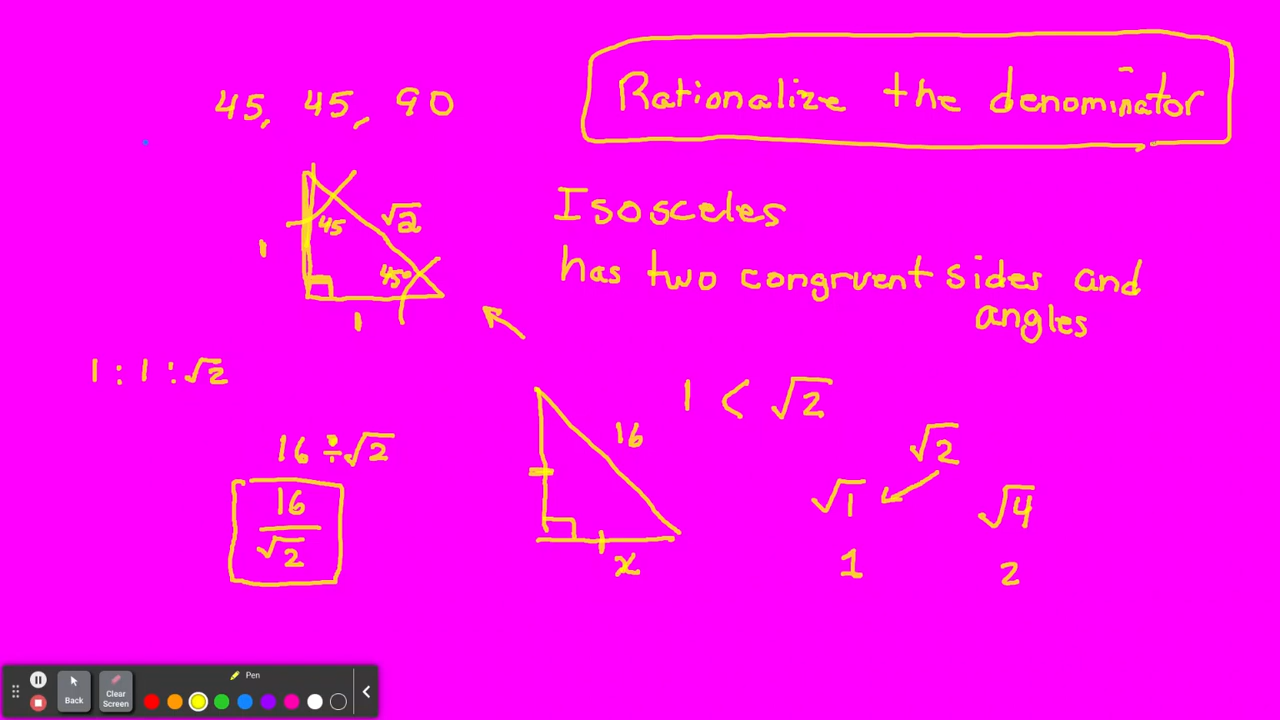 Rationalize the denominator
45, 45, 90
45
√2
1
45°
1
Isosceles
has two congruent sides and
angles
1 : 1 : √2
16 ÷ √2
16
√2
16
x
1 < √2
√2
√1
√4
1
2
Pen
Back
Clear
Screen